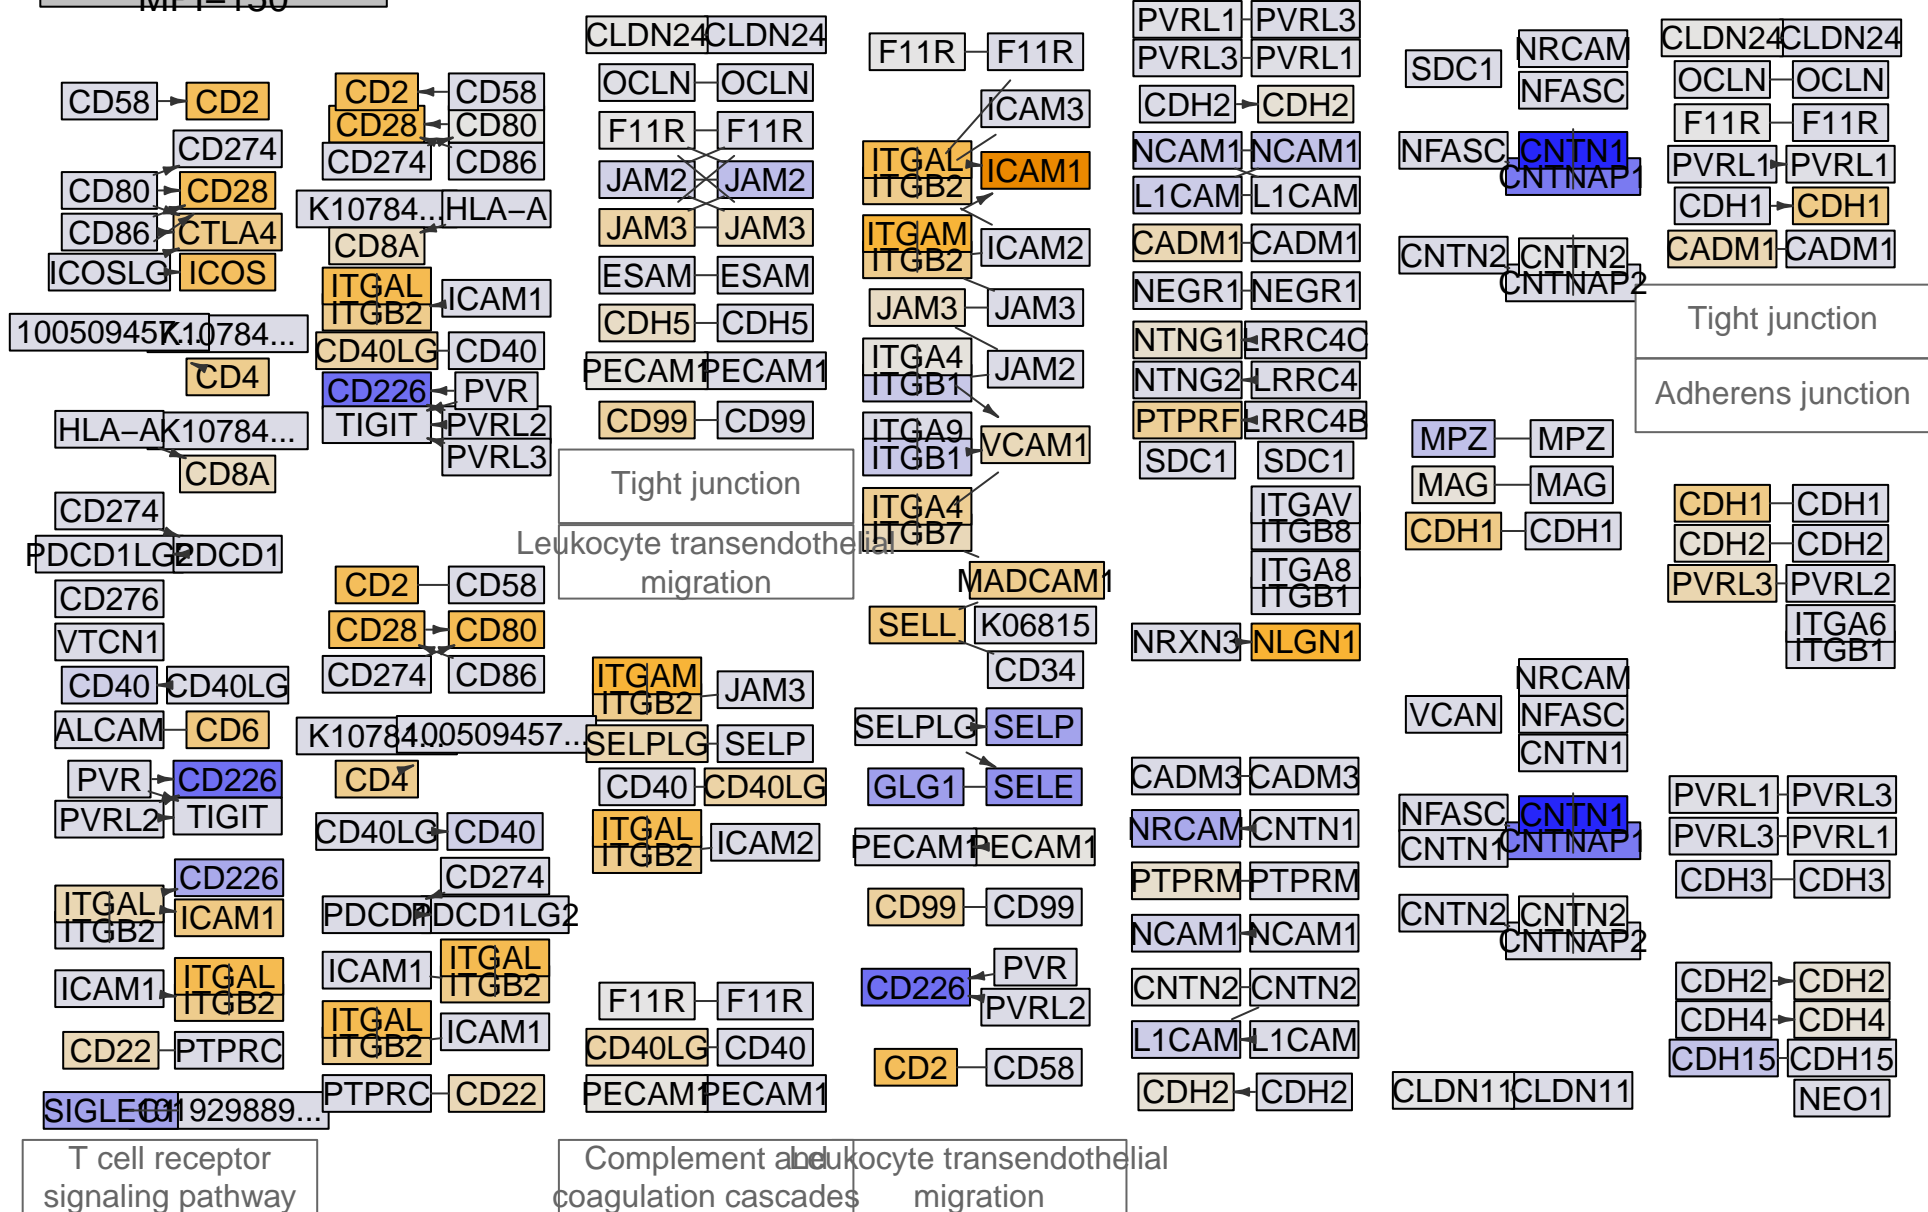 MPI−150
CD58
CD2
CD274
CD80
CD28
CD86
CTLA4
ICOSLG
ICOS
100509457...
K10784...
CD4
HLA−A
K10784...
CD8A
CD274
PDCD1LG2
PDCD1
CD276
VTCN1
CD40
CD40LG
ALCAM
CD6
PVR
CD226
PVRL2
TIGIT
CD226
ITGAL
ITGB2
ICAM1
ICAM1
ITGAL
ITGB2
CD22
PTPRC
T cell receptor
signaling pathway
CD2
CD58
CD28
CD80
CD274
CD86
K10784...
HLA−A
CD8A
ITGAL
ITGB2
ICAM1
CD40LG
CD40
CD226
PVR
TIGIT
PVRL2
PVRL3
CD2
CD58
CD28
CD80
CD274
CD86
K10784...
100509457...
CD4
CD40LG
CD40
CD274
PDCD1LG2
ICAM1
ITGAL
ITGB2
ITGAL
ITGB2
ICAM1
PTPRC
CD22
CLDN24
CLDN24
OCLN
OCLN
F11R
F11R
JAM2
JAM2
JAM3
JAM3
ESAM
ESAM
CDH5
CDH5
PECAM1
PECAM1
CD99
CD99
Tight junction
Leukocyte transendothelial
migration
ITGAM
ITGB2
JAM3
SELPLG
SELP
CD40
CD40LG
ITGAL
ITGB2
ICAM2
F11R
F11R
CD40LG
CD40
PECAM1
PECAM1
Complement and
coagulation cascades
F11R
F11R
ICAM3
ITGAL
ITGB2
ICAM1
ITGAM
ITGB2
ICAM2
JAM3
JAM3
ITGA4
ITGB1
JAM2
ITGA9
ITGB1
VCAM1
ITGA4
ITGB7
MADCAM1
SELL
K06815
CD34
SELPLG
SELP
GLG1
SELE
PECAM1
PECAM1
CD99
CD99
CD226
PVR
PVRL2
CD2
CD58
Leukocyte transendothelial
migration
PVRL1
PVRL3
PVRL3
PVRL1
CDH2
CDH2
NCAM1
NCAM1
L1CAM
L1CAM
CADM1
CADM1
NEGR1
NEGR1
NTNG1
LRRC4C
NTNG2
LRRC4
PTPRF
LRRC4B
SDC1
SDC1
ITGAV
ITGB8
ITGA8
ITGB1
NRXN3
NLGN1
CADM3
CADM3
NRCAM
CNTN1
PTPRM
PTPRM
NCAM1
NCAM1
CNTN2
CNTN2
L1CAM
L1CAM
CDH2
CDH2
SDC1
NRCAM
NFASC
NFASC
CNTN1
CNTNAP1
CNTN2
CNTN2
CNTNAP2
MPZ
MPZ
MAG
MAG
CDH1
CDH1
VCAN
NRCAM
NFASC
CNTN1
NFASC
CNTN1
CNTN1
CNTNAP1
CNTN2
CNTN2
CNTNAP2
CLDN11
CLDN11
CLDN24
CLDN24
OCLN
OCLN
F11R
F11R
PVRL1
PVRL1
CDH1
CDH1
CADM1
CADM1
Tight junction
Adherens junction
CDH1
CDH1
CDH2
CDH2
PVRL3
PVRL2
ITGA6
ITGB1
PVRL1
PVRL3
PVRL3
PVRL1
CDH3
CDH3
CDH2
CDH2
CDH4
CDH4
CDH15
CDH15
NEO1